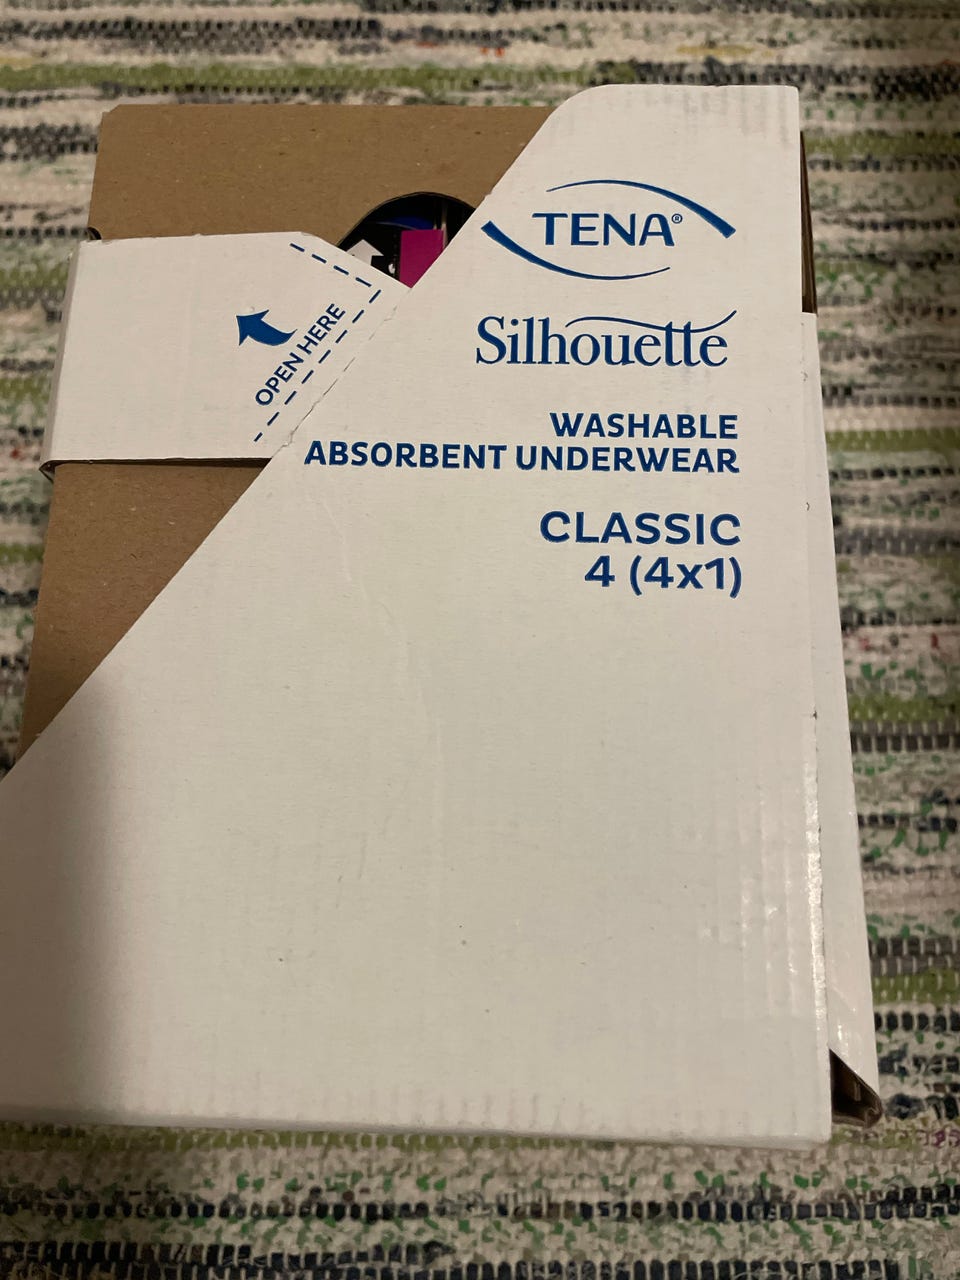 TENA®
Silhouette
OPEN HERE
WASHABLE
ABSORBENT UNDERWEAR
CLASSIC
4 (4x1)